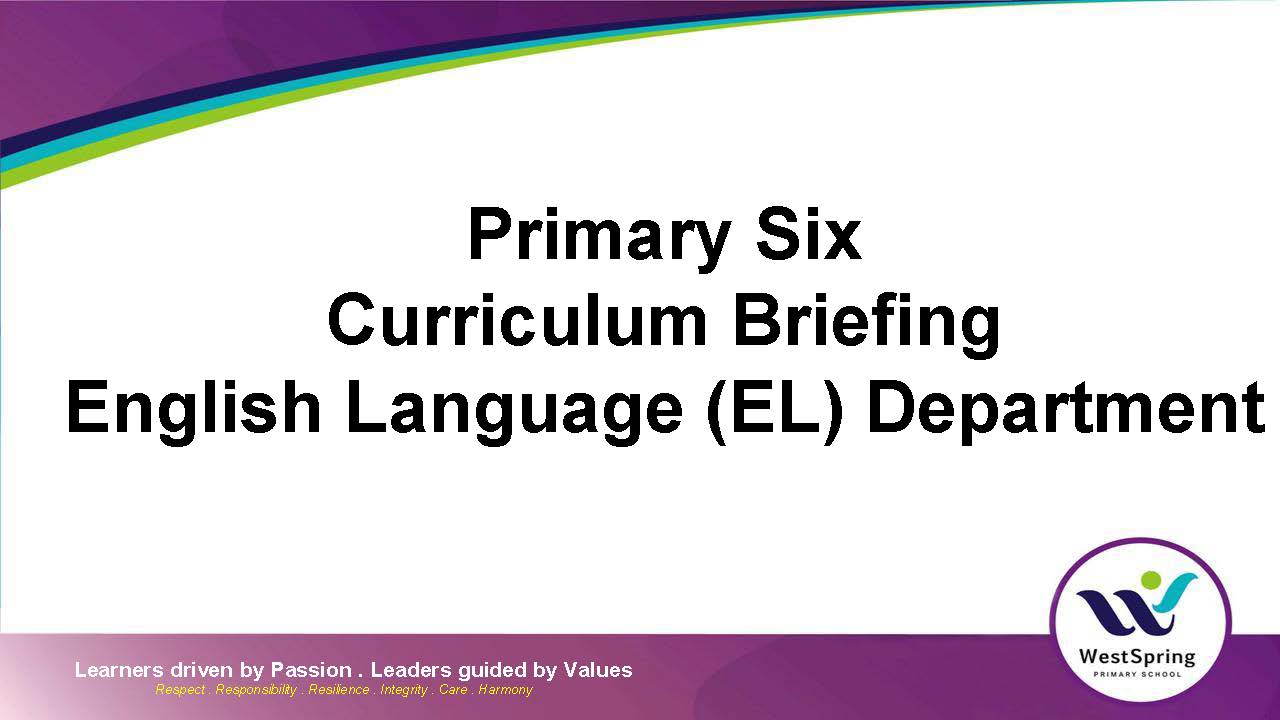 Primary Six
Curriculum Briefing
English Language (EL) Department
WestSpring
PRIMARY SCHOOL
Learners driven by Passion . Leaders guided by Values
Respect . Responsibility . Resilience . Integrity . Care . Harmony